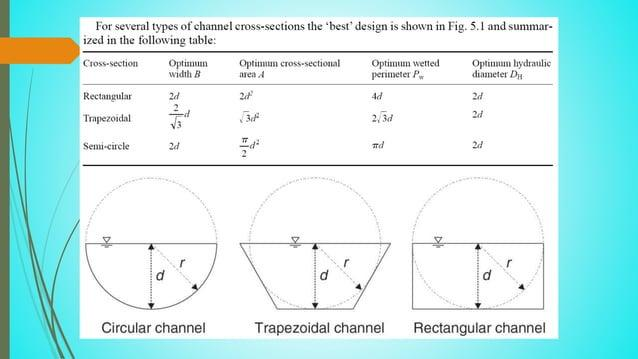 For several types of channel cross-sections the ‘best’ design is shown in Fig. 5.1 and summar-
ized in the following table:
Cross-section Optimum width B Optimum cross-sectional area A Optimum wetted perimeter Pw Optimum hydraulic diameter DH
Rectangular 2d 2d² 4d 2d
Trapezoidal 2/√3 d √3d² 2√3d 2d
Semi-circle 2d π/2 d² πd 2d
r r r
d d d
Circular channel Trapezoidal channel Rectangular channel